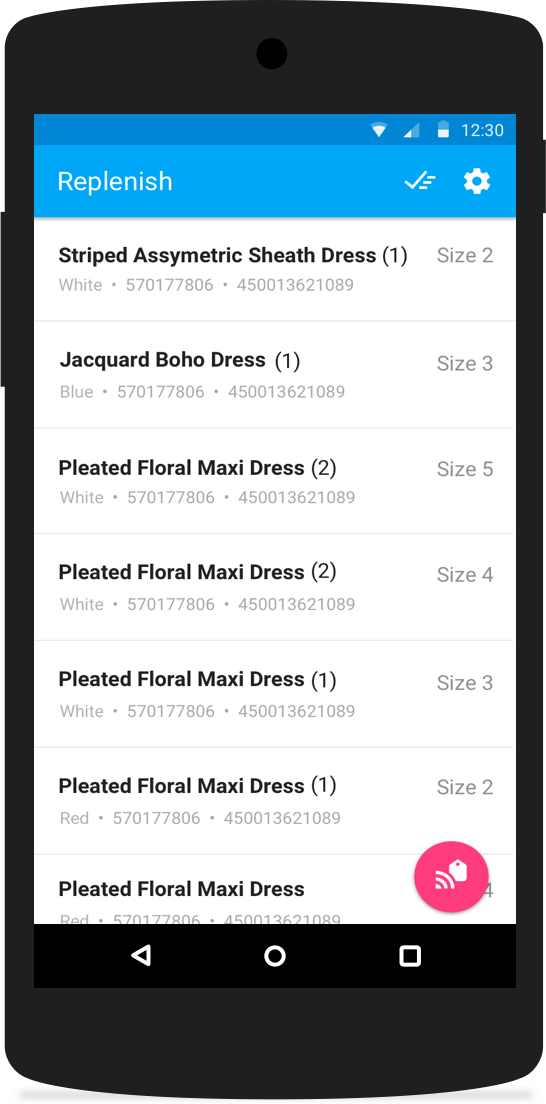 12:30
Replenish
Striped Assymetric Sheath Dress (1) Size 2
White • 570177806 • 450013621089
Jacquard Boho Dress (1) Size 3
Blue • 570177806 • 450013621089
Pleated Floral Maxi Dress (2) Size 5
White • 570177806 • 450013621089
Pleated Floral Maxi Dress (2) Size 4
White • 570177806 • 450013621089
Pleated Floral Maxi Dress (1) Size 3
White • 570177806 • 450013621089
Pleated Floral Maxi Dress (1) Size 2
Red • 570177806 • 450013621089
Pleated Floral Maxi Dress 4
Red • 570177806 • 450013621089